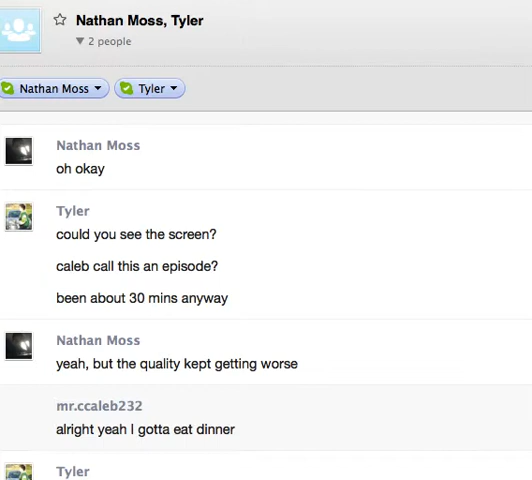 Nathan Moss, Tyler
2 people
Nathan Moss
Tyler
Nathan Moss
oh okay
Tyler
could you see the screen?
caleb call this an episode?
been about 30 mins anyway
Nathan Moss
yeah, but the quality kept getting worse
mr.ccaleb232
alright yeah I gotta eat dinner
Tyler